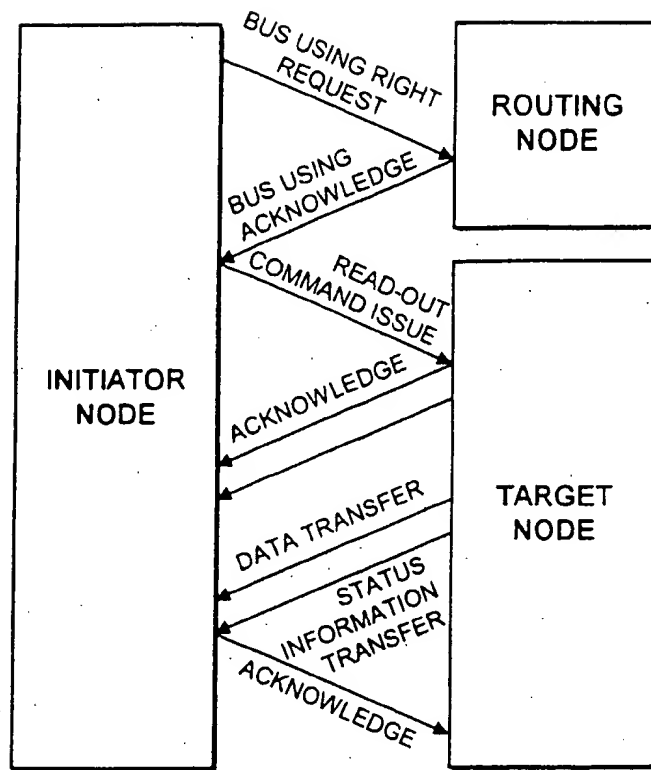 BUS USING RIGHT
REQUEST
ROUTING
NODE
BUS USING
ACKNOWLEDGE
READ-OUT
COMMAND ISSUE
INITIATOR
NODE
ACKNOWLEDGE
TARGET
NODE
DATA TRANSFER
STATUS
INFORMATION
TRANSFER
ACKNOWLEDGE